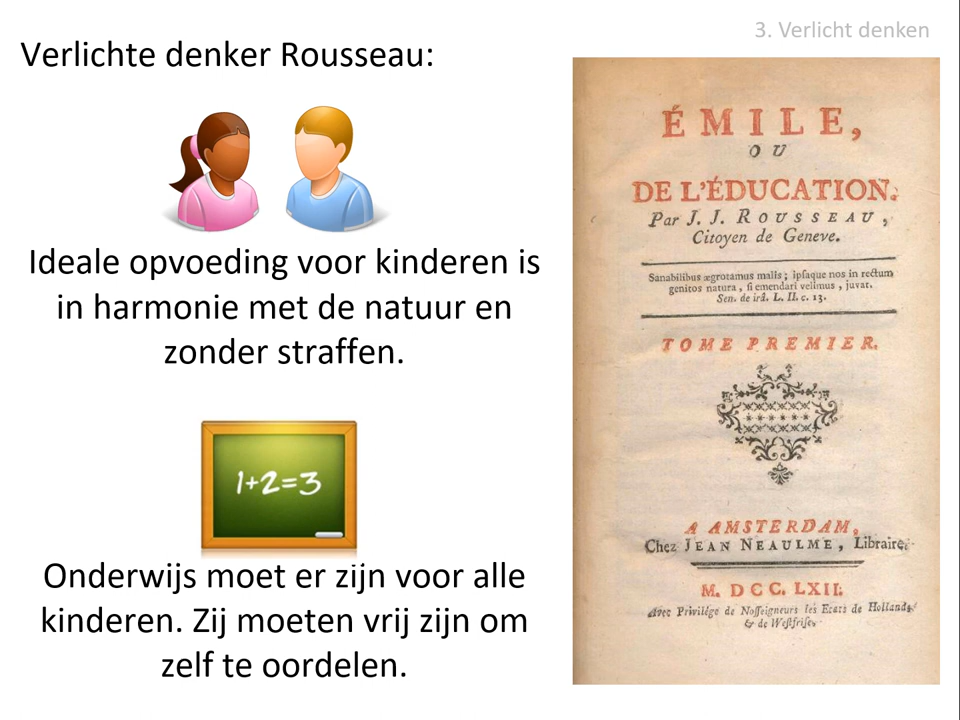 3. Verlicht denken
Verlichte denker Rousseau:
Ideale opvoeding voor kinderen is
in harmonie met de natuur en
zonder straffen.
1+2=3
Onderwijs moet er zijn voor alle
kinderen. Zij moeten vrij zijn om
zelf te oordelen.
ÉMILE,
OU
DE L'ÉDUCATION.
Par J. J. ROUSSEAU,
Citoyen de Geneve.
Sanabilibus ægrotamus malis; ipsaque nos in rectum
genitos natura, si emendari velimus, juvat.
Sen. de irâ. L. II. c. 13.
TOME PREMIER.
A AMSTERDAM,
Chez JEAN NEAULME, Libraire.
M. DCC. LXII.
Avec Privilége de Nosseigneurs les Etats de Hollande
& de Westfrise.